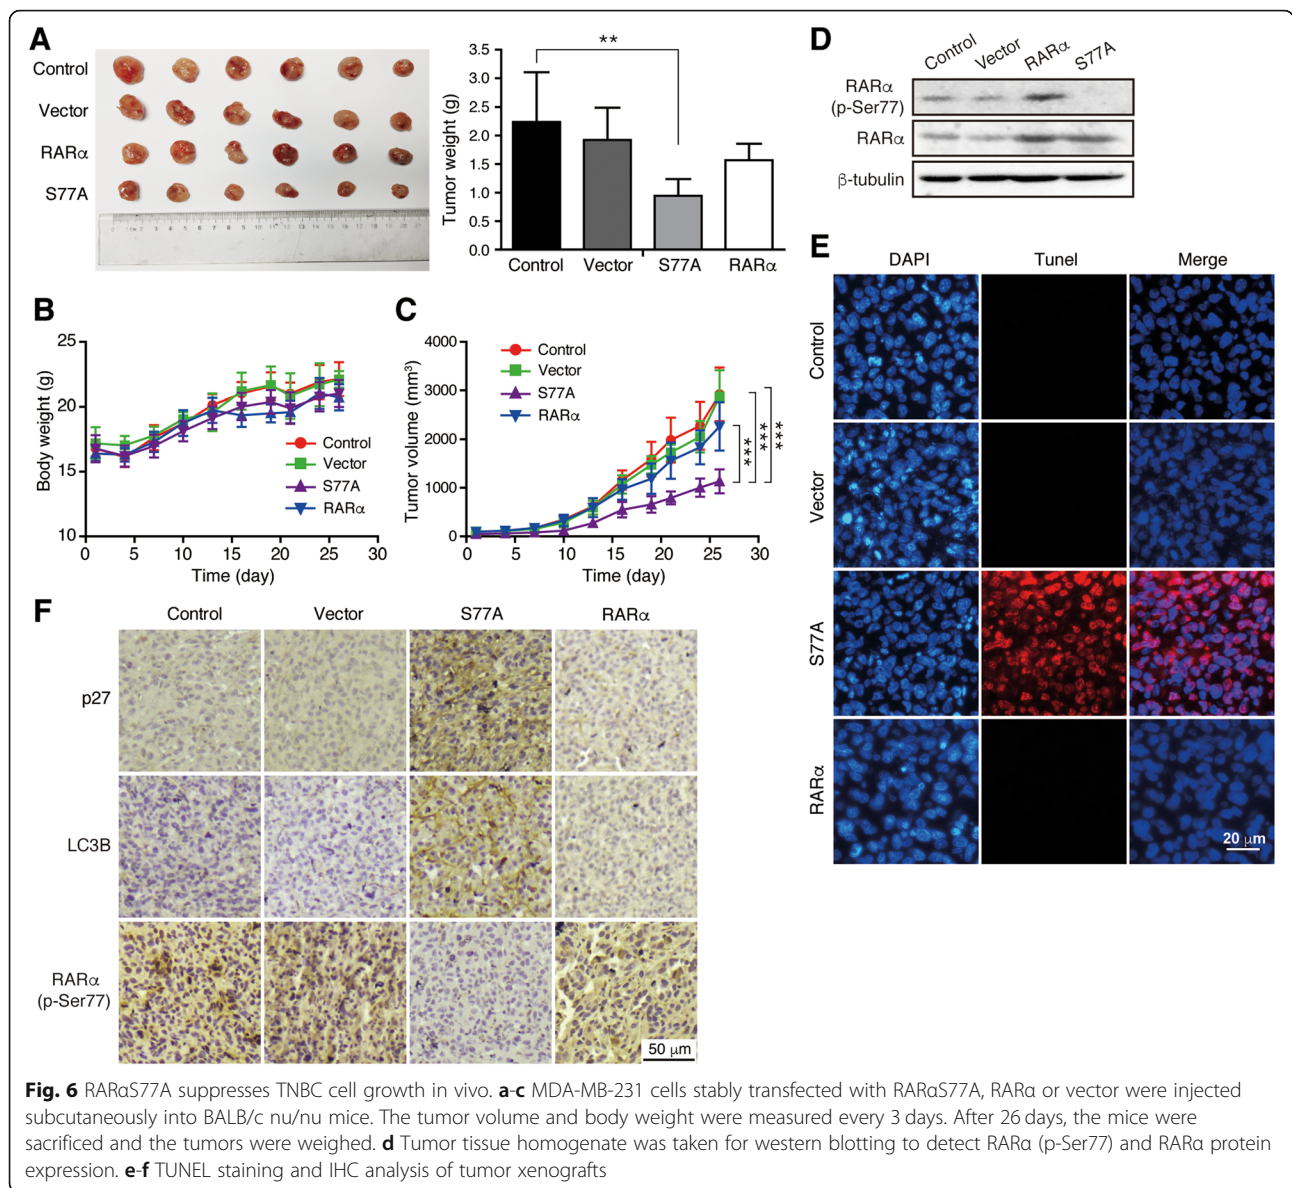 A
Control
Vector
RARα
S77A
**
Tumor weight (g)
3.5
3.0
2.5
2.0
1.5
1.0
0.5
0.0
Control Vector S77A RARα
B
Body weight (g)
25
20
15
10
0 5 10 15 20 25 30
Time (day)
Control
Vector
S77A
RARα
C
Tumor volume (mm³)
4000
3000
2000
1000
0
0 5 10 15 20 25 30
Time (day)
Control
Vector
S77A
RARα
***
***
***
D
Control Vector RARα S77A
RARα
(p-Ser77)
RARα
β-tubulin
E
DAPI Tunel Merge
Control
Vector
S77A
RARα
20 μm
F
Control Vector S77A RARα
p27
LC3B
RARα
(p-Ser77)
50 μm
Fig. 6 RARαS77A suppresses TNBC cell growth in vivo. a-c MDA-MB-231 cells stably transfected with RARαS77A, RARα or vector were injected
subcutaneously into BALB/c nu/nu mice. The tumor volume and body weight were measured every 3 days. After 26 days, the mice were
sacrificed and the tumors were weighed. d Tumor tissue homogenate was taken for western blotting to detect RARα (p-Ser77) and RARα protein
expression. e-f TUNEL staining and IHC analysis of tumor xenografts